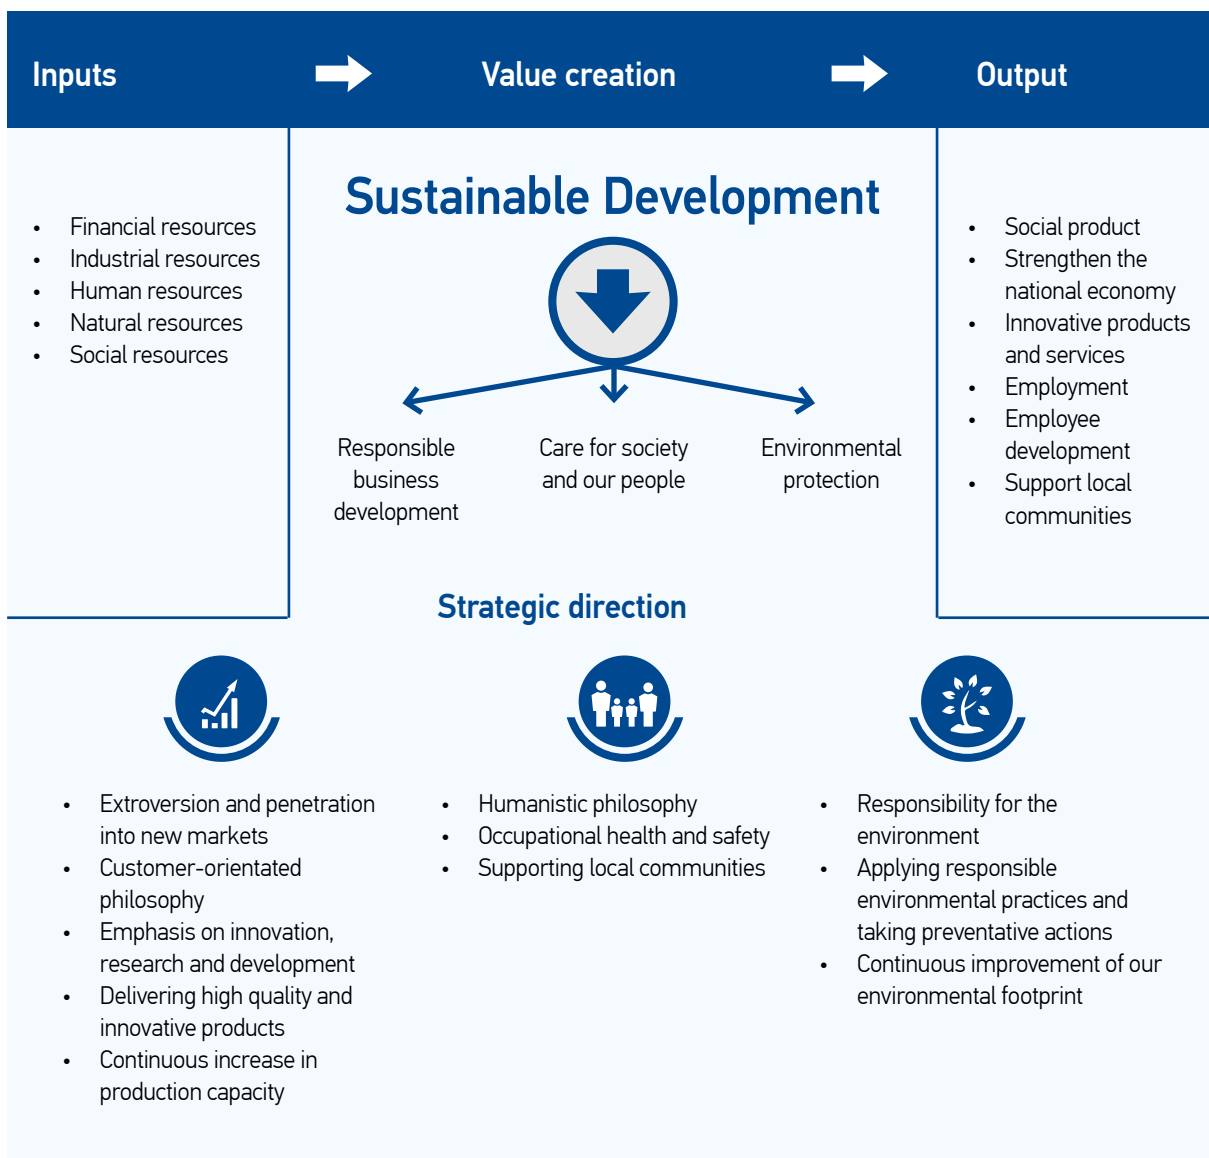 Inputs
Value creation
Output
• Financial resources
• Industrial resources
• Human resources
• Natural resources
• Social resources
Sustainable Development
Responsible
business
development
Care for society
and our people
Environmental
protection
• Social product
• Strengthen the
national economy
• Innovative products
and services
• Employment
• Employee
development
• Support local
communities
Strategic direction
• Extroversion and penetration
into new markets
• Customer-orientated
philosophy
• Emphasis on innovation,
research and development
• Delivering high quality and
innovative products
• Continuous increase in
production capacity
• Humanistic philosophy
• Occupational health and safety
• Supporting local communities
• Responsibility for the
environment
• Applying responsible
environmental practices and
taking preventative actions
• Continuous improvement of our
environmental footprint